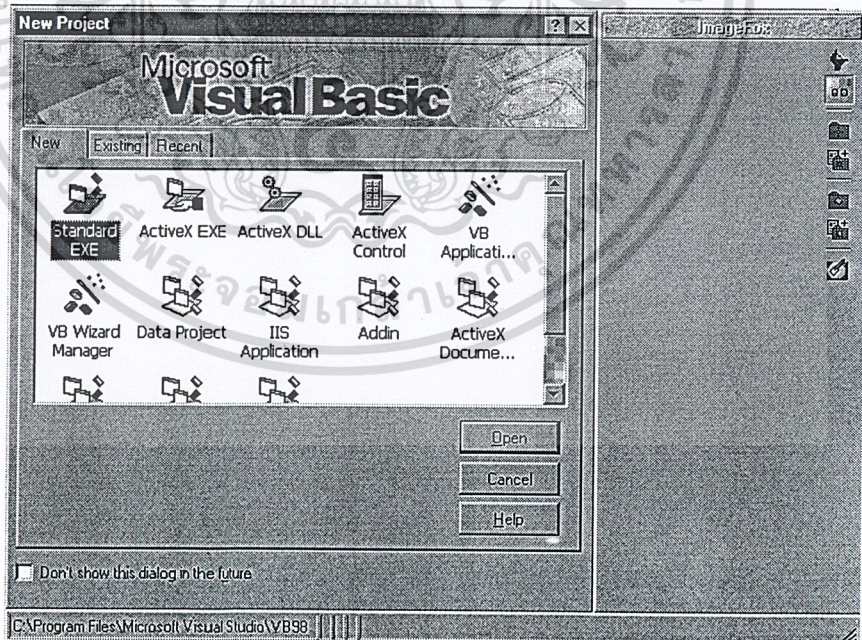 New Project
ImageFox
Microsoft
Visual Basic
New Existing Recent
Standard EXE
ActiveX EXE
ActiveX DLL
ActiveX Control
VB Applicati...
VB Wizard Manager
Data Project
IIS Application
Addin
ActiveX Docume...
Open
Cancel
Help
Don't show this dialog in the future
C:\Program Files\Microsoft Visual Studio\VB98